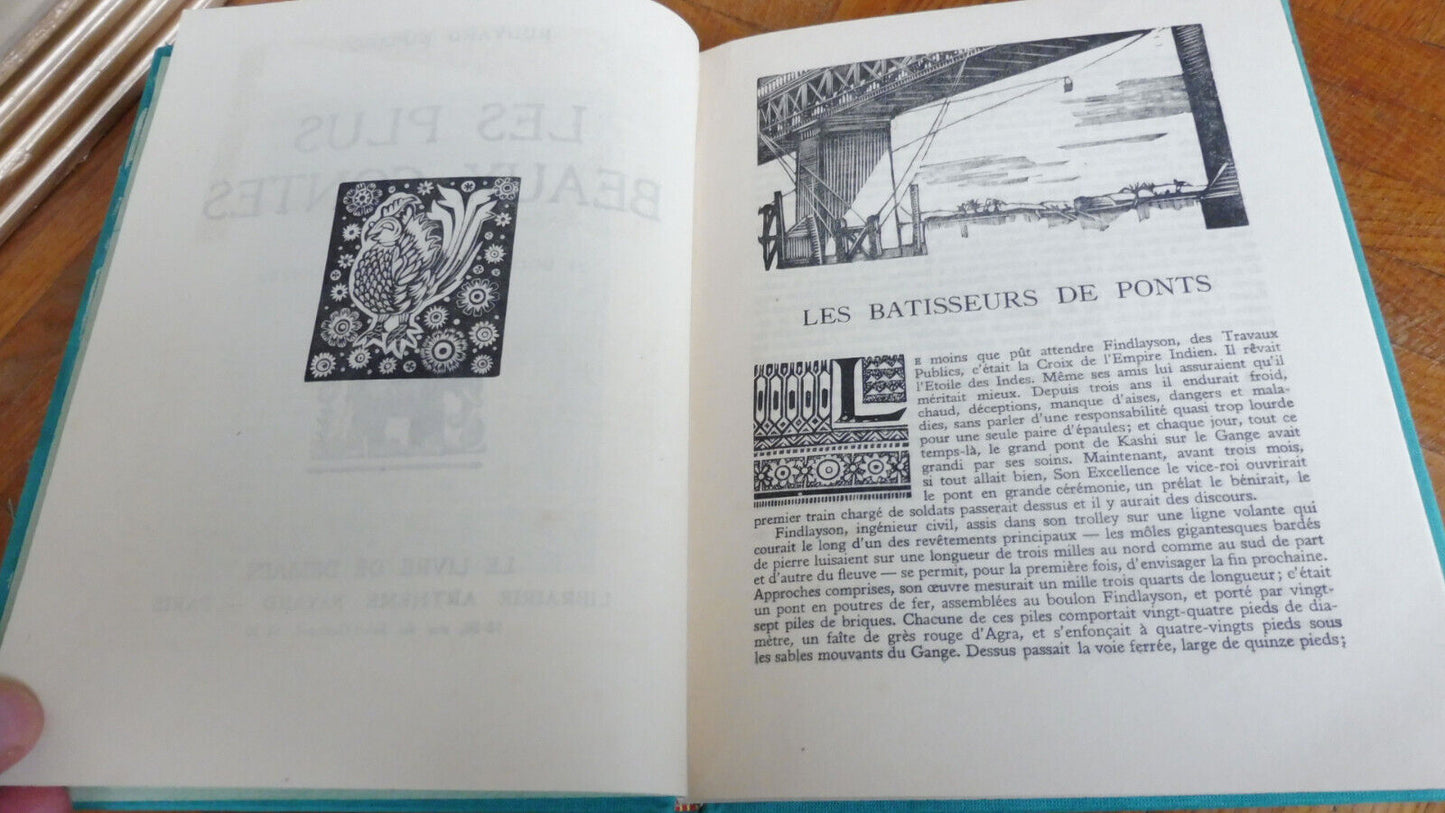 LES PLUS
BEAUX CONTES
LE LIVRE DE DEMAIN
LIBRAIRIE ARTHÈME FAYARD - PARIS
LES BATISSEURS DE PONTS
LE moins que pût attendre Findlayson, des Travaux
Publics, c'était la Croix de l'Empire Indien. Il rêvait
l'Etoile des Indes. Même ses amis lui assuraient qu'il
méritait mieux. Depuis trois ans il endurait froid,
chaud, déceptions, manque d'aises, dangers et mala-
dies, sans parler d'une responsabilité quasi trop lourde
pour une seule paire d'épaules; et chaque jour, tout ce
temps-là, le grand pont de Kashi sur le Gange avait
grandi par ses soins. Maintenant, avant trois mois,
si tout allait bien, Son Excellence le vice-roi ouvrirait
le pont en grande cérémonie, un prélat le bénirait, le
premier train chargé de soldats passerait dessus et il y aurait des discours.
Findlayson, ingénieur civil, assis dans son trolley sur une ligne volante qui
courait le long d'un des revêtements principaux — les môles gigantesques bardés
de pierre luisaient sur une longueur de trois milles au nord comme au sud de part
et d'autre du fleuve — se permit, pour la première fois, d'envisager la fin prochaine.
Approches comprises, son œuvre mesurait un mille trois quarts de longueur; c'était
un pont en poutres de fer, assemblées au boulon Findlayson, et porté par vingt-
sept piles de briques. Chacune de ces piles comportait vingt-quatre pieds de dia-
mètre, un faîte de grès rouge d'Agra, et s'enfonçait à quatre-vingts pieds sous
les sables mouvants du Gange. Dessus passait la voie ferrée, large de quinze pieds;